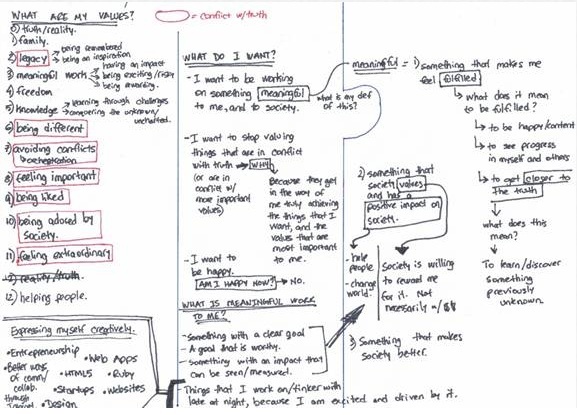 WHAT ARE MY VALUES?
= conflict w/truth
0) truth/reality.
1) family.
2) legacy
being remembered
being an inspiration
3) meaningful work
having an impact
being exciting/risky
being rewarding.
4) freedom
5) knowledge
learning through challenges
conquering the unknown/
uncharted.
6) being different
7) avoiding conflicts
8) feeling important
9) being liked
10) being adored by
society.
11) feeling extraordinary
12) reality/truth.
12) helping people.
Expressing myself creatively.
• Entrepreneurship
• Better ways
of comm/
collab.
through
• Web Apps
• HTML5
• Ruby
• Startups
• Websites
• Design
WHAT DO I WANT?
- I want to be working
on something meaningful
to me, and to society.
what is my def
of this?
- I want to stop valuing
things that are in conflict
with truth → WHY
(or are in
conflict w/
more important
values)
Because they get
in the way of
me truly achieving
the things that I
want, and the
values that are
most important
to me.
- I want to
be happy.
AM I HAPPY NOW? → NO.
WHAT IS MEANINGFUL WORK
TO ME?
- Something with a clear goal
- A goal that is worthy.
- Something with an impact that
can be seen/measured.
- Things that I work on/tinker with
late at night, because I am excited and driven by it.
meaningful = 1) something that makes me
feel fulfilled
↳ what does it mean
to be fulfilled?
↳ to be happy/content
↳ to see progress
in myself and others
↳ to get closer to
the truth
what does this
mean?
To learn/discover
something
previously
unknown.
2) something that
society values
and has a
positive impact on
society.
- help
people
- change
world.
Society is willing
to reward me
for it. Not
necessarily w/ $$
3) Something that makes
society better.